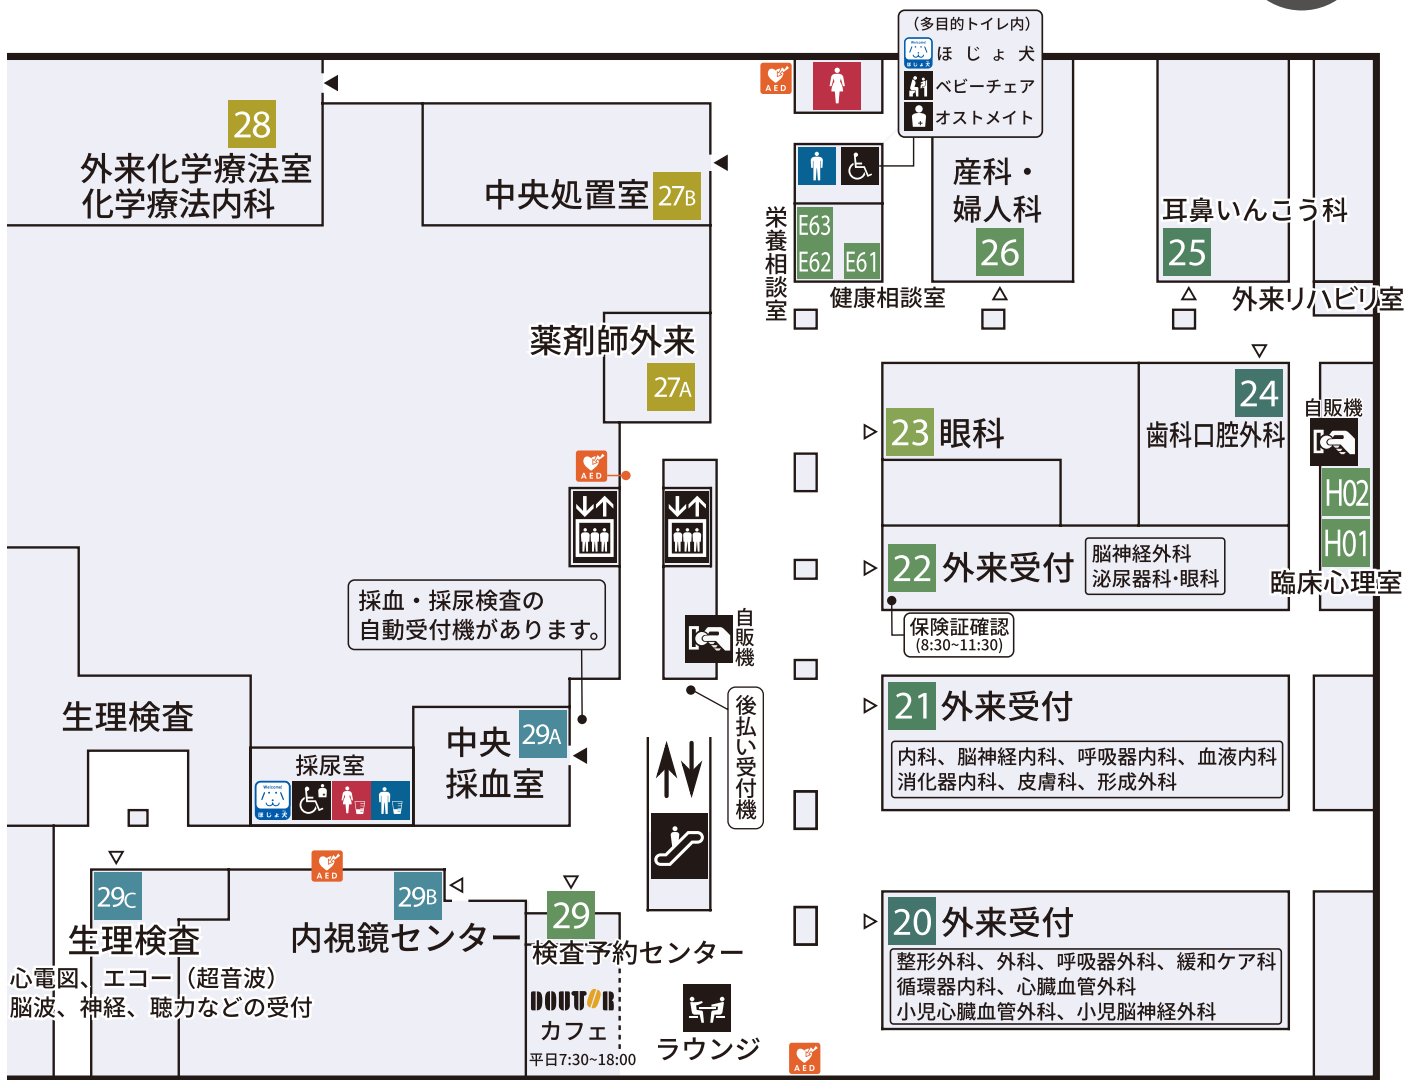 (多目的トイレ内)
Welcome!
ほじょ犬
ほ じ ょ 犬
ベビーチェア
オストメイト
AED
28
外来化学療法室
化学療法内科
中央処置室
27B
産科・
婦人科
26
耳鼻いんこう科
25
栄養相談室
E63
E62
E61
健康相談室
外来リハビリ室
薬剤師外来
27A
24
歯科口腔外科
自販機
23
眼科
AED
H02
H01
臨床心理室
22
外来受付
脳神経外科
泌尿器科・眼科
保険証確認
(8:30~11:30)
採血・採尿検査の
自動受付機があります。
自販機
後払い受付機
21
外来受付
内科、脳神経内科、呼吸器内科、血液内科
消化器内科、皮膚科、形成外科
生理検査
採尿室
Welcome!
ほじょ犬
中央
採血室
29A
AED
29C
生理検査
心電図、エコー(超音波)
脳波、神経、聴力などの受付
29B
内視鏡センター
29
検査予約センター
DOUTOR
カフェ
平日7:30~18:00
ラウンジ
20
外来受付
整形外科、外科、呼吸器外科、緩和ケア科
循環器内科、心臓血管外科
小児心臓血管外科、小児脳神経外科
AED